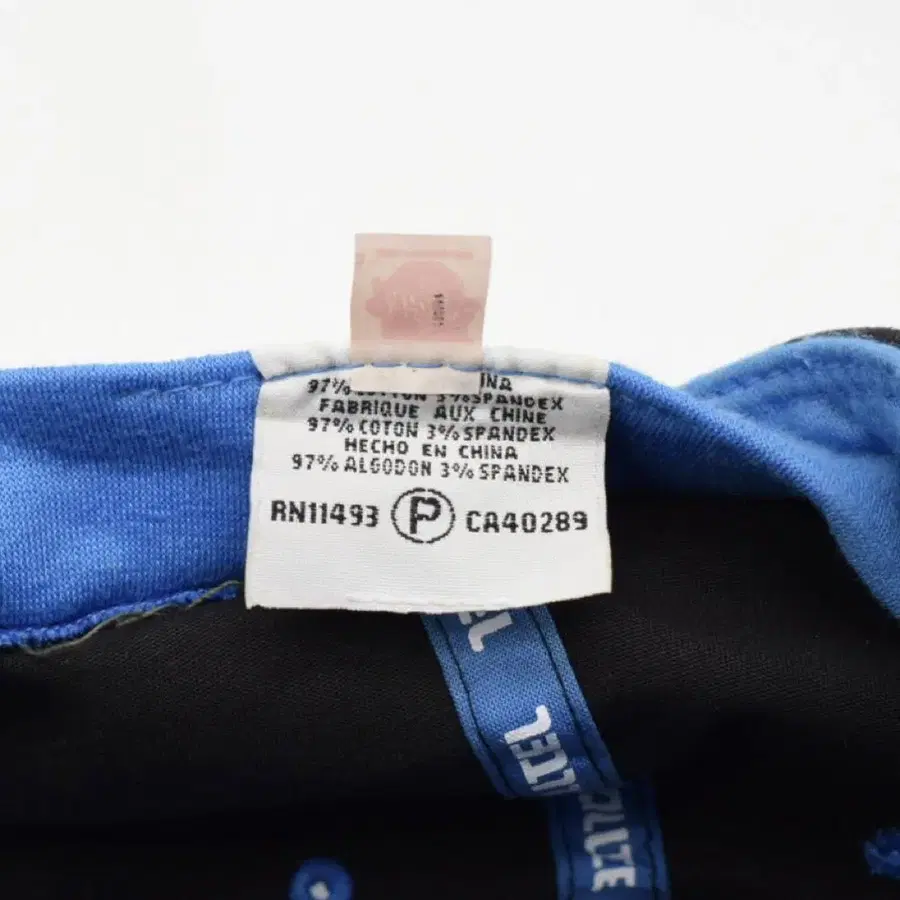 INA
97% COTTON 3% SPANDEX
FABRIQUE AUX CHINE
97% COTON 3% SPANDEX
HECHO EN CHINA
97% ALGODON 3% SPANDEX
RN11493 P CA40289